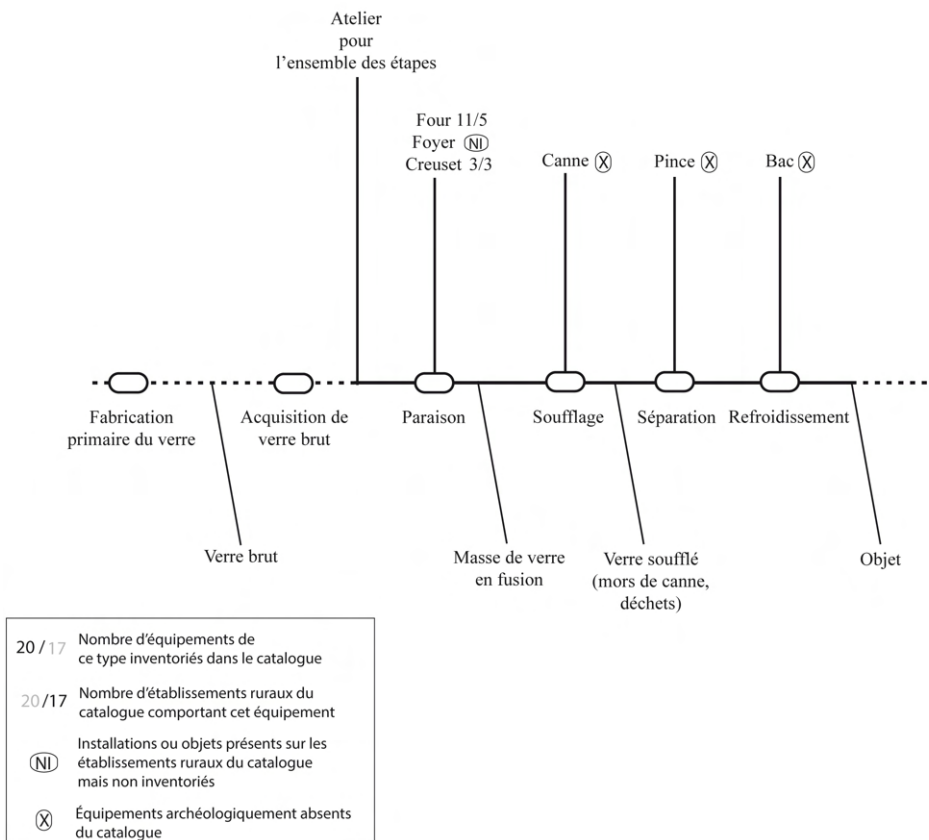 Atelier
pour
l'ensemble des étapes
Four 11/5
Foyer NI
Creuset 3/3
Canne X
Pince X
Bac X
Fabrication
primaire du verre
Acquisition de
verre brut
Paraison
Soufflage
Séparation
Refroidissement
Verre brut
Masse de verre
en fusion
Verre soufflé
(mors de canne,
déchets)
Objet
20 / 17 Nombre d'équipements de
ce type inventoriés dans le catalogue
20 /17 Nombre d'établissements ruraux du
catalogue comportant cet équipement
NI Installations ou objets présents sur les
établissements ruraux du catalogue
mais non inventoriés
X Équipements archéologiquement absents
du catalogue